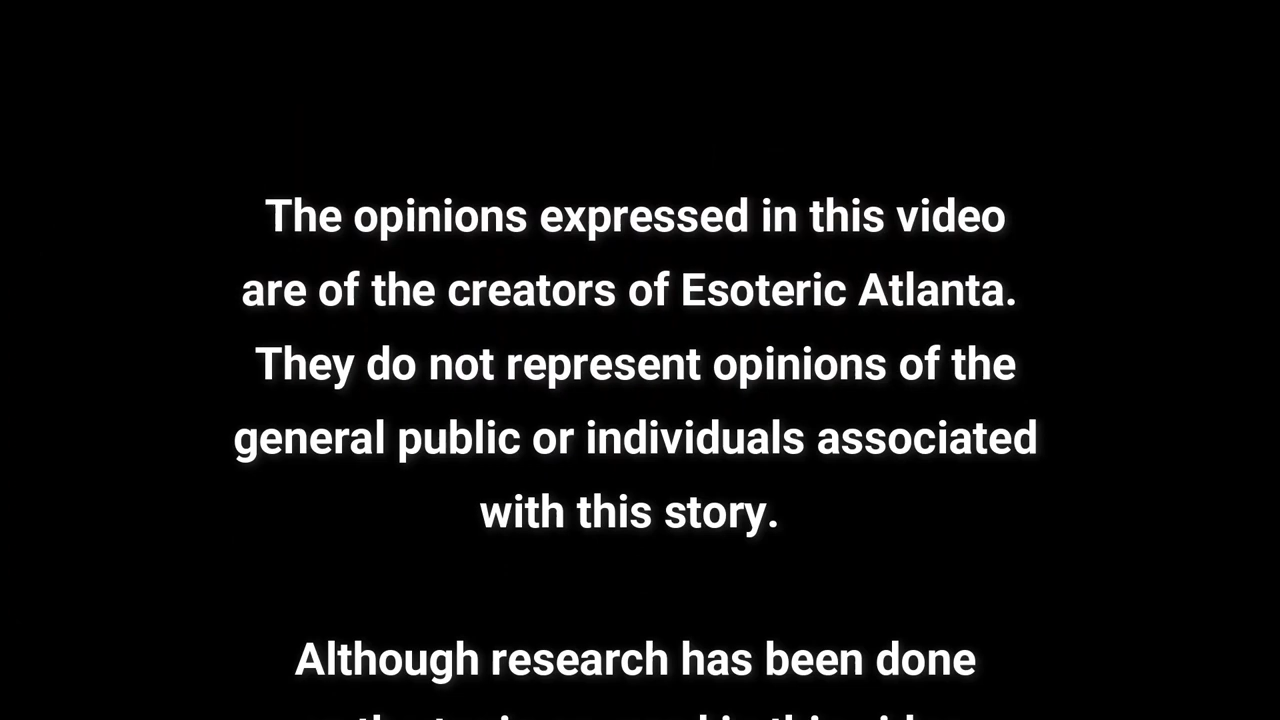 The opinions expressed in this video
are of the creators of Esoteric Atlanta.
They do not represent opinions of the
general public or individuals associated
with this story.
Although research has been done